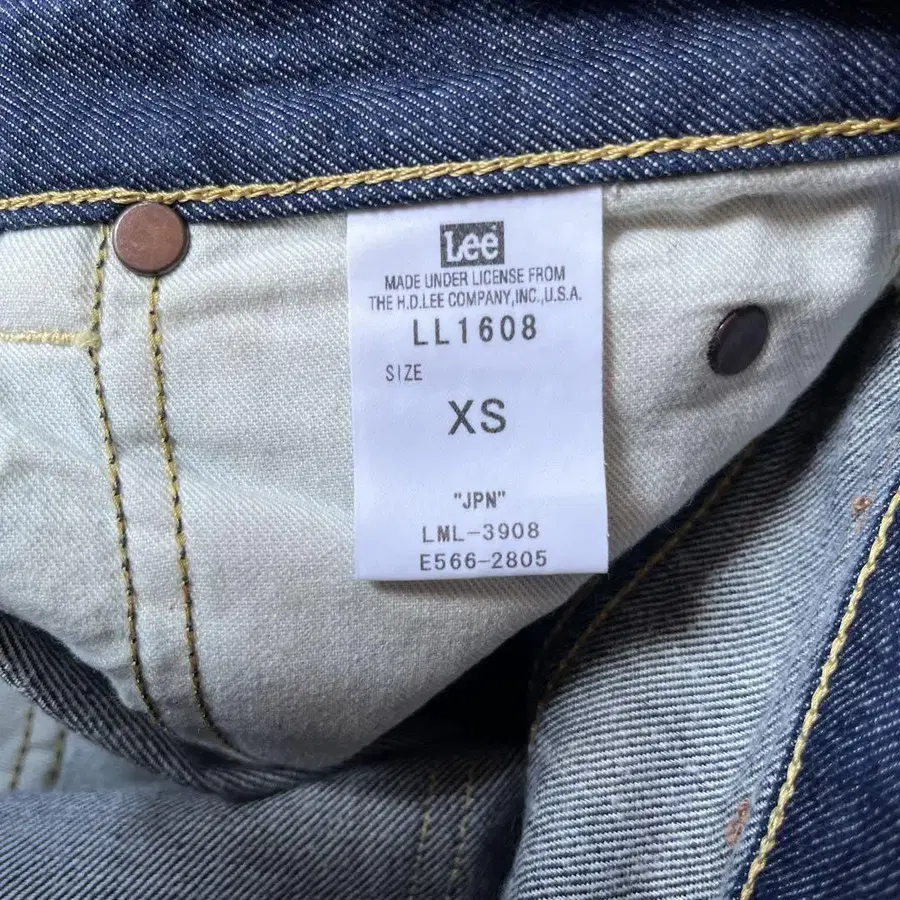 Lee
MADE UNDER LICENSE FROM
THE H.D.LEE COMPANY,INC.,U.S.A.
LL1608
SIZE
XS
"JPN"
LML-3908
E566-2805